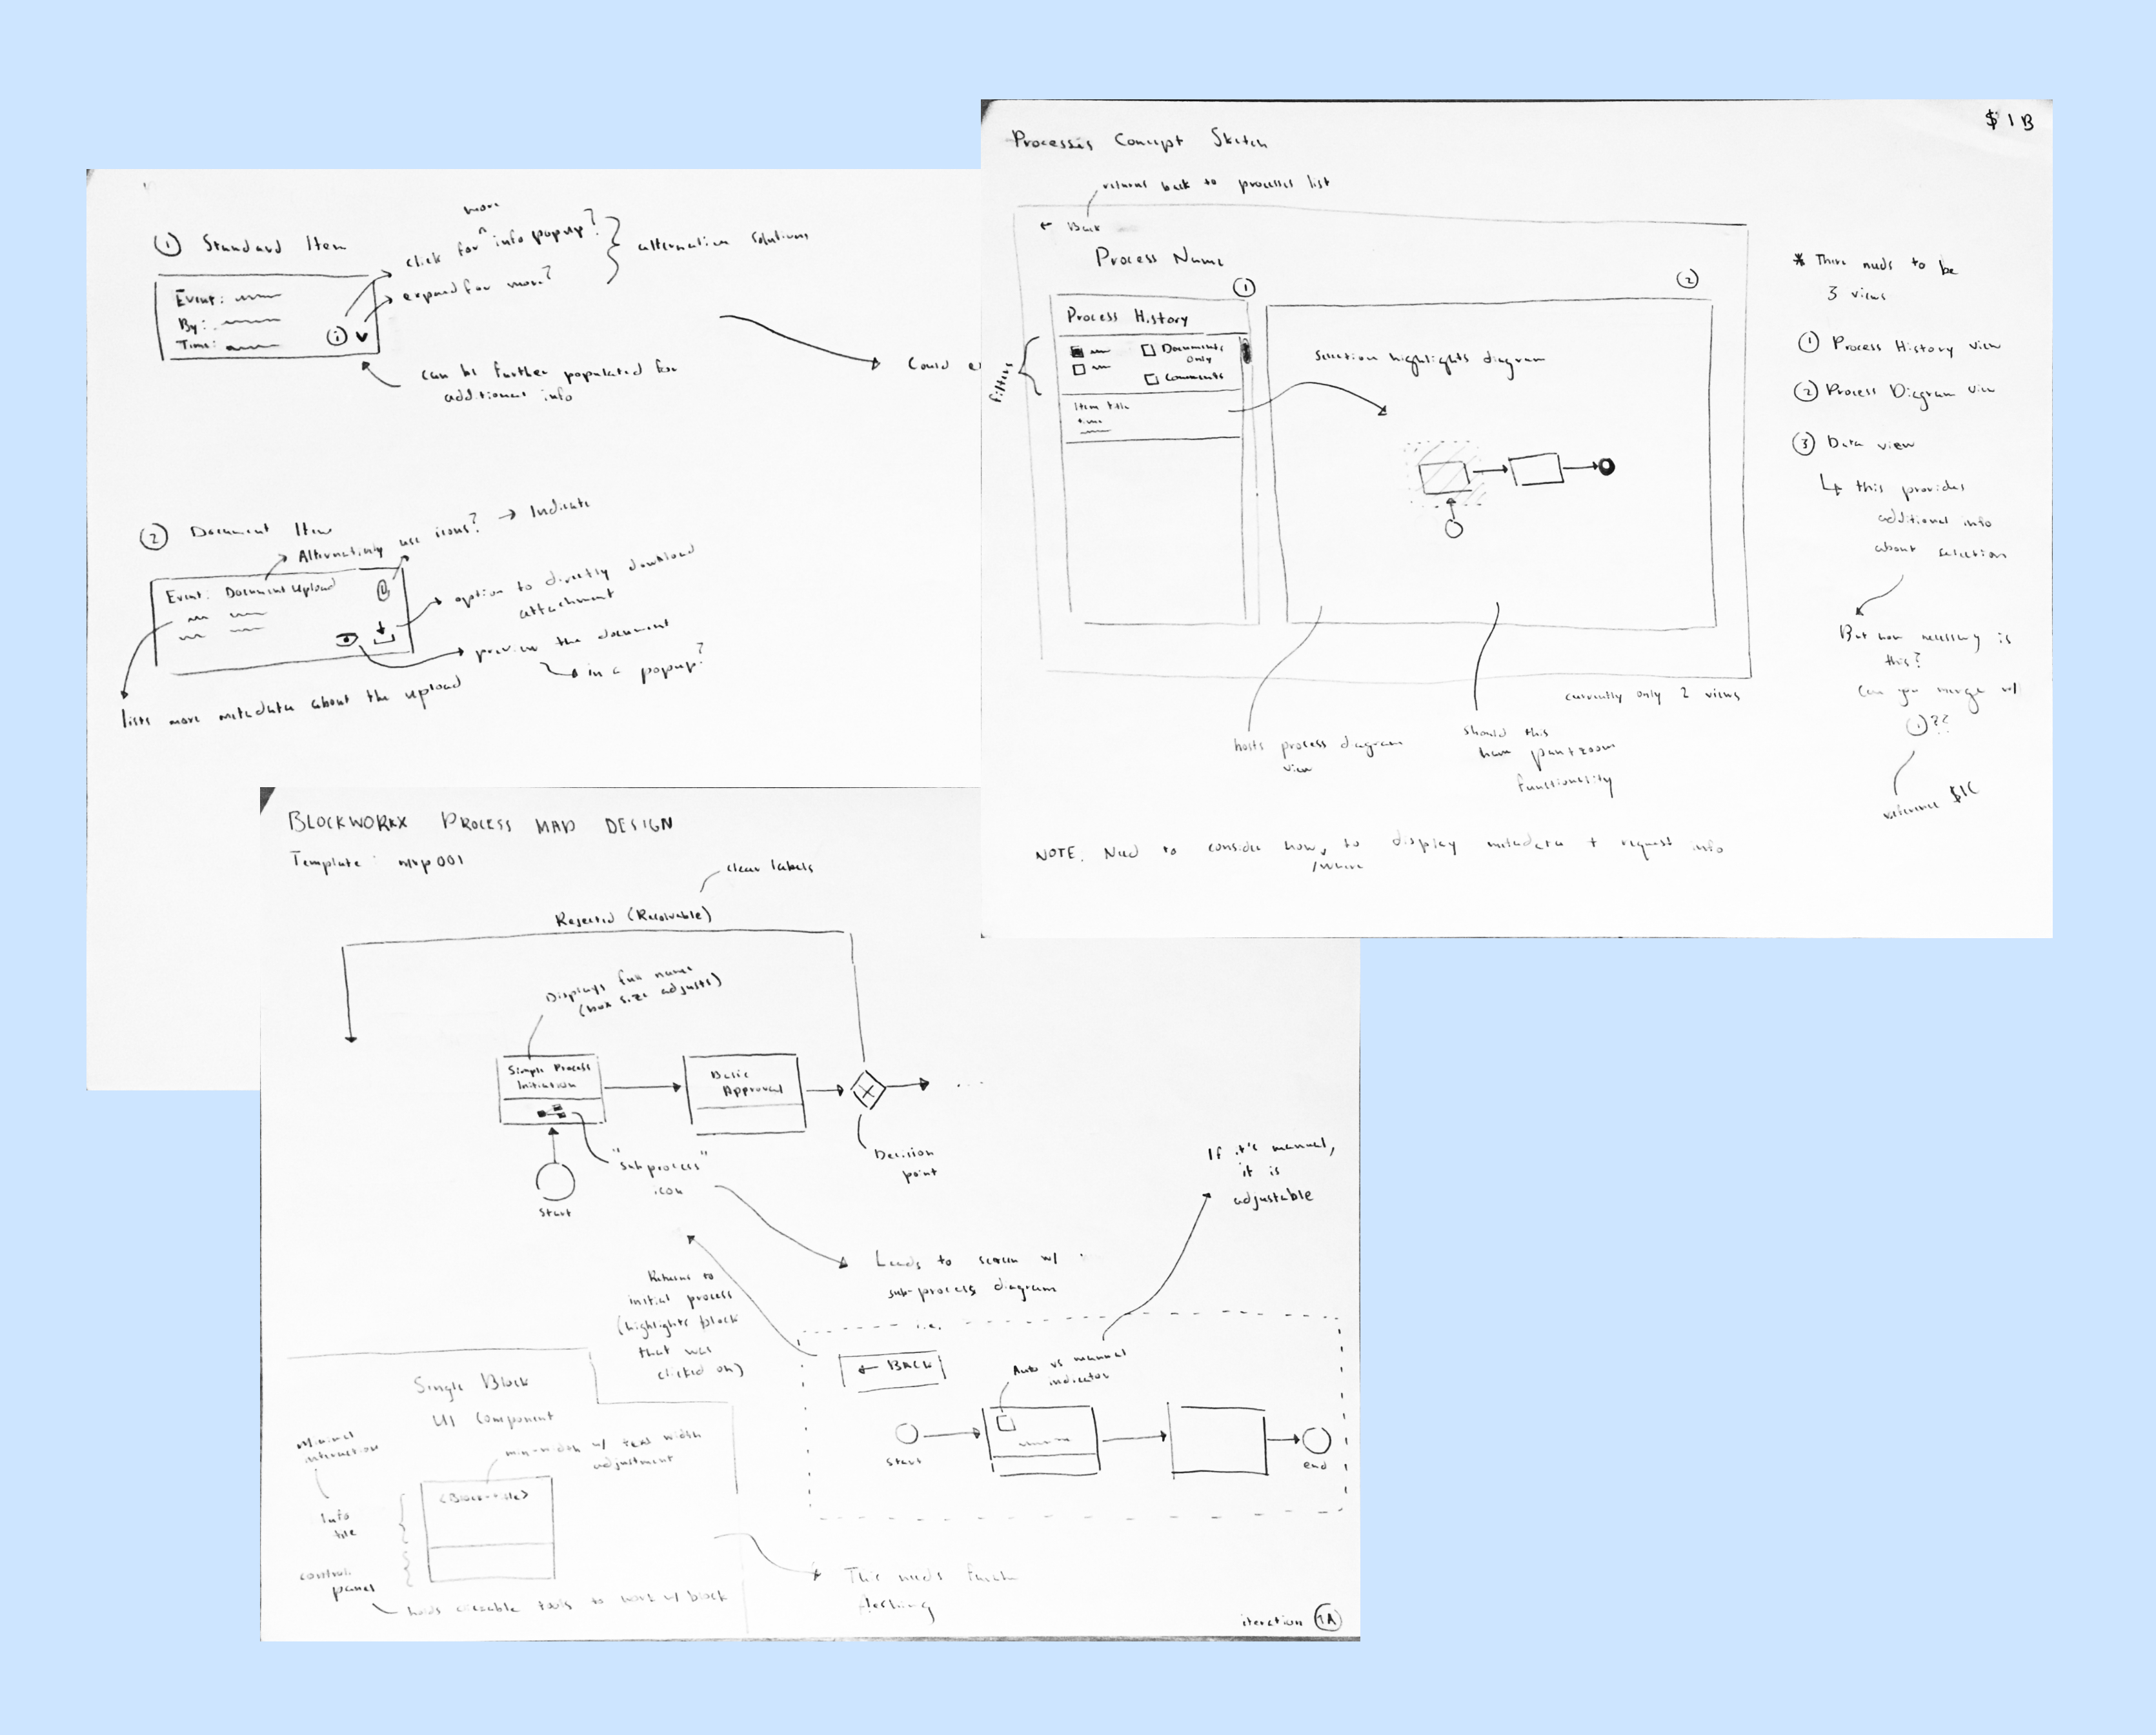 ① Standard Item
click for more info popup?
expand for more?
alternative solutions
Event:
By:
Time:
i
can be further populated for
additional info
Could ex
② Document Item
Alternatively use icons? → Indicate
Event: Document Upload
option to directly download
attachment
preview the document
in a popup?
lists more metadata about the upload
$1B
Processes Concept Sketch
returns back to processes list
← Back
Process Name
①
②
Process History
filters
Documents
Only
Comments
Item title
time
selection highlights diagram
currently only 2 views
hosts process diagram
view
should this
have pan+zoom
functionality
* There needs to be
3 views
① Process History view
② Process Diagram view
③ Data view
↳ this provides
additional info
about selection
But how necessary is
this?
Can you merge w/
①??
reference $1C
NOTE. Need to consider how, to display metadata + request info
/where
BLOCKWORKX PROCESS MAP DESIGN
Template: mvp001
clear labels
Rejected (Resolvable)
Displays full name
(box size adjusts)
Simple Process
Initiation
Basic
Approval
...
"Subprocess"
icon
Start
Decision
point
If it's manual,
it is
adjustable
Leads to screen w/
sub-process diagram
Returns to
initial process
(highlights block
that was
clicked on)
i.e.
← BACK
Auto vs manual
indicator
start
end
Single Block
UI Component
Minimal
interaction
min-width w/ text width
adjustment
<Block-title>
Info
tile
control
panel
holds clickable tools to work w/ block
* This needs further
fleshing
iteration 1A